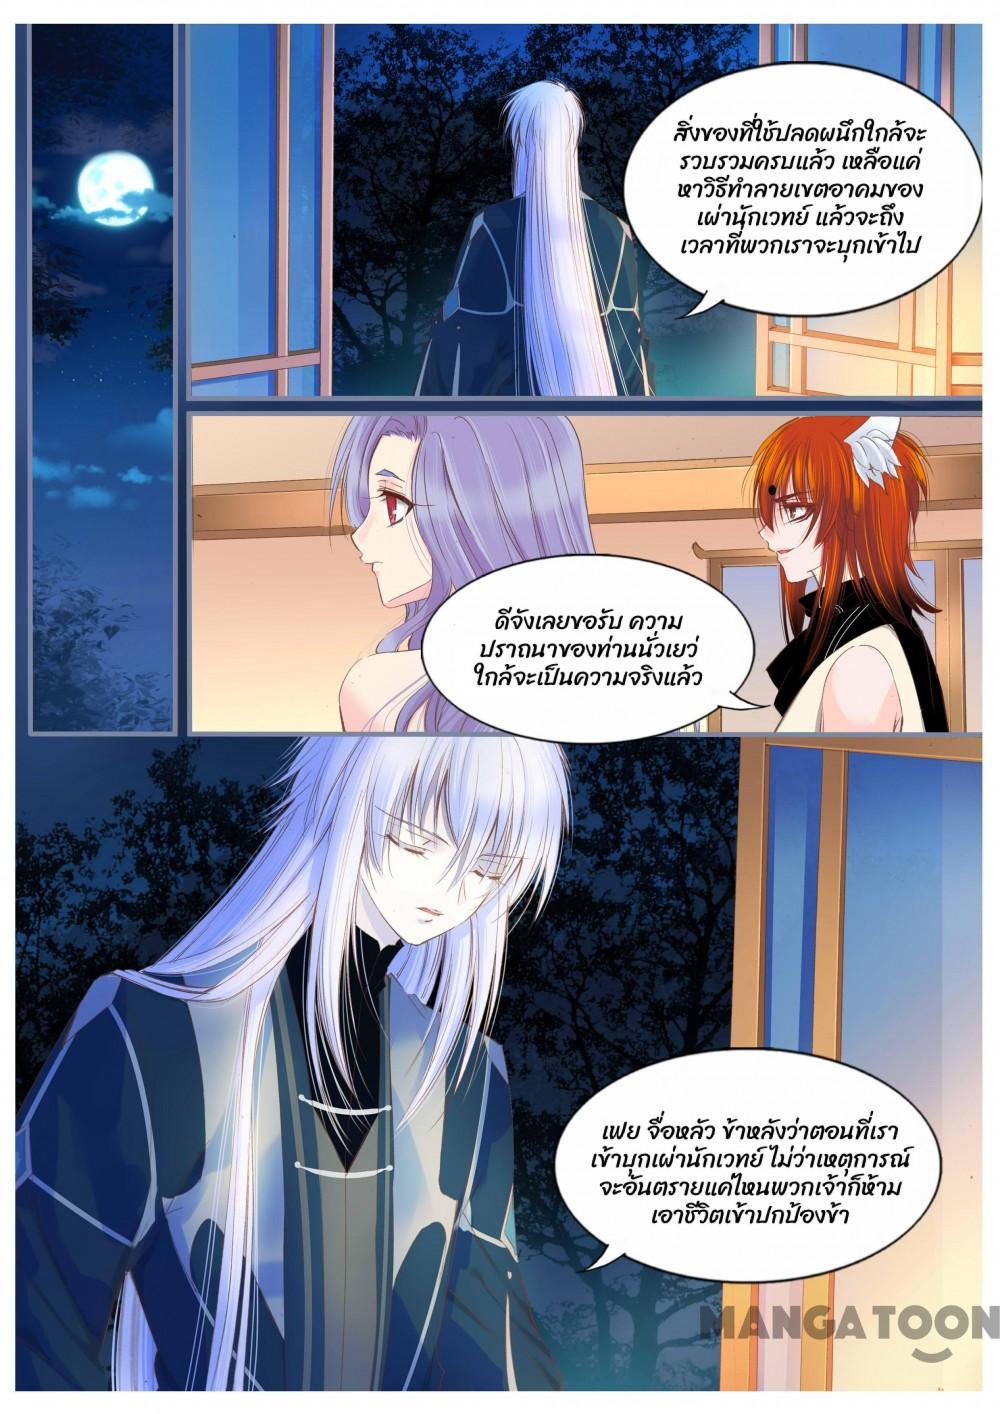 สิ่งของที่ใช้ปลดผนึกใกล้จะ
รวบรวมครบแล้ว เหลือแค่
หาวิธีทำลายเขตอาคมของ
เผ่านักเวทย์ แล้วจะถึง
เวลาที่พวกเราจะบุกเข้าไป
ดีจังเลยขอรับ ความ
ปราถนาของท่านนั่วเยว่
ใกล้จะเป็นความจริงแล้ว
เฟย จื่อหลัว ข้าหลังว่าตอนที่เรา
เข้าบุกเผ่านักเวทย์ ไม่ว่าเหตุการณ์
จะอันตรายแค่ไหนพวกเจ้าก็ห้าม
เอาชีวิตเข้าปกป้องข้า
MANGATOON